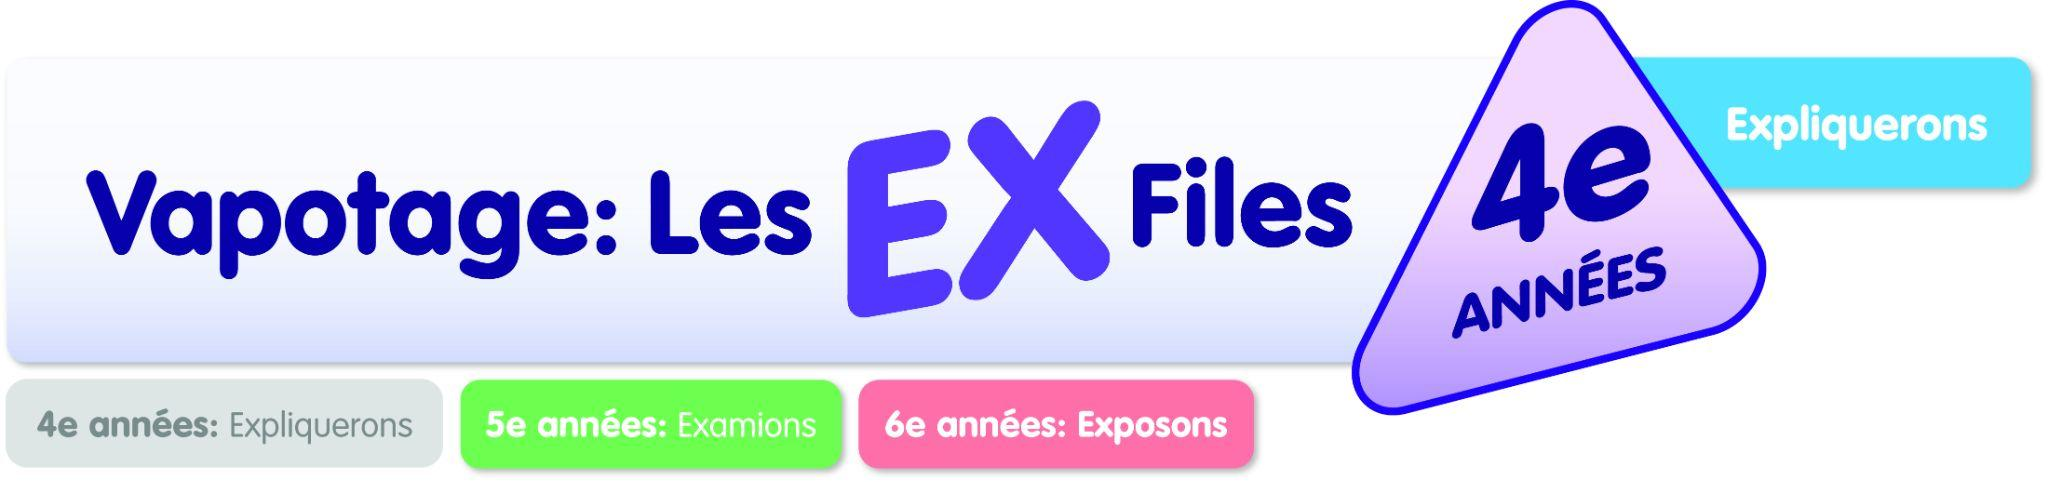 Vapotage: Les EX Files
4e
ANNÉES
Expliquerons
4e années: Expliquerons
5e années: Examions
6e années: Exposons